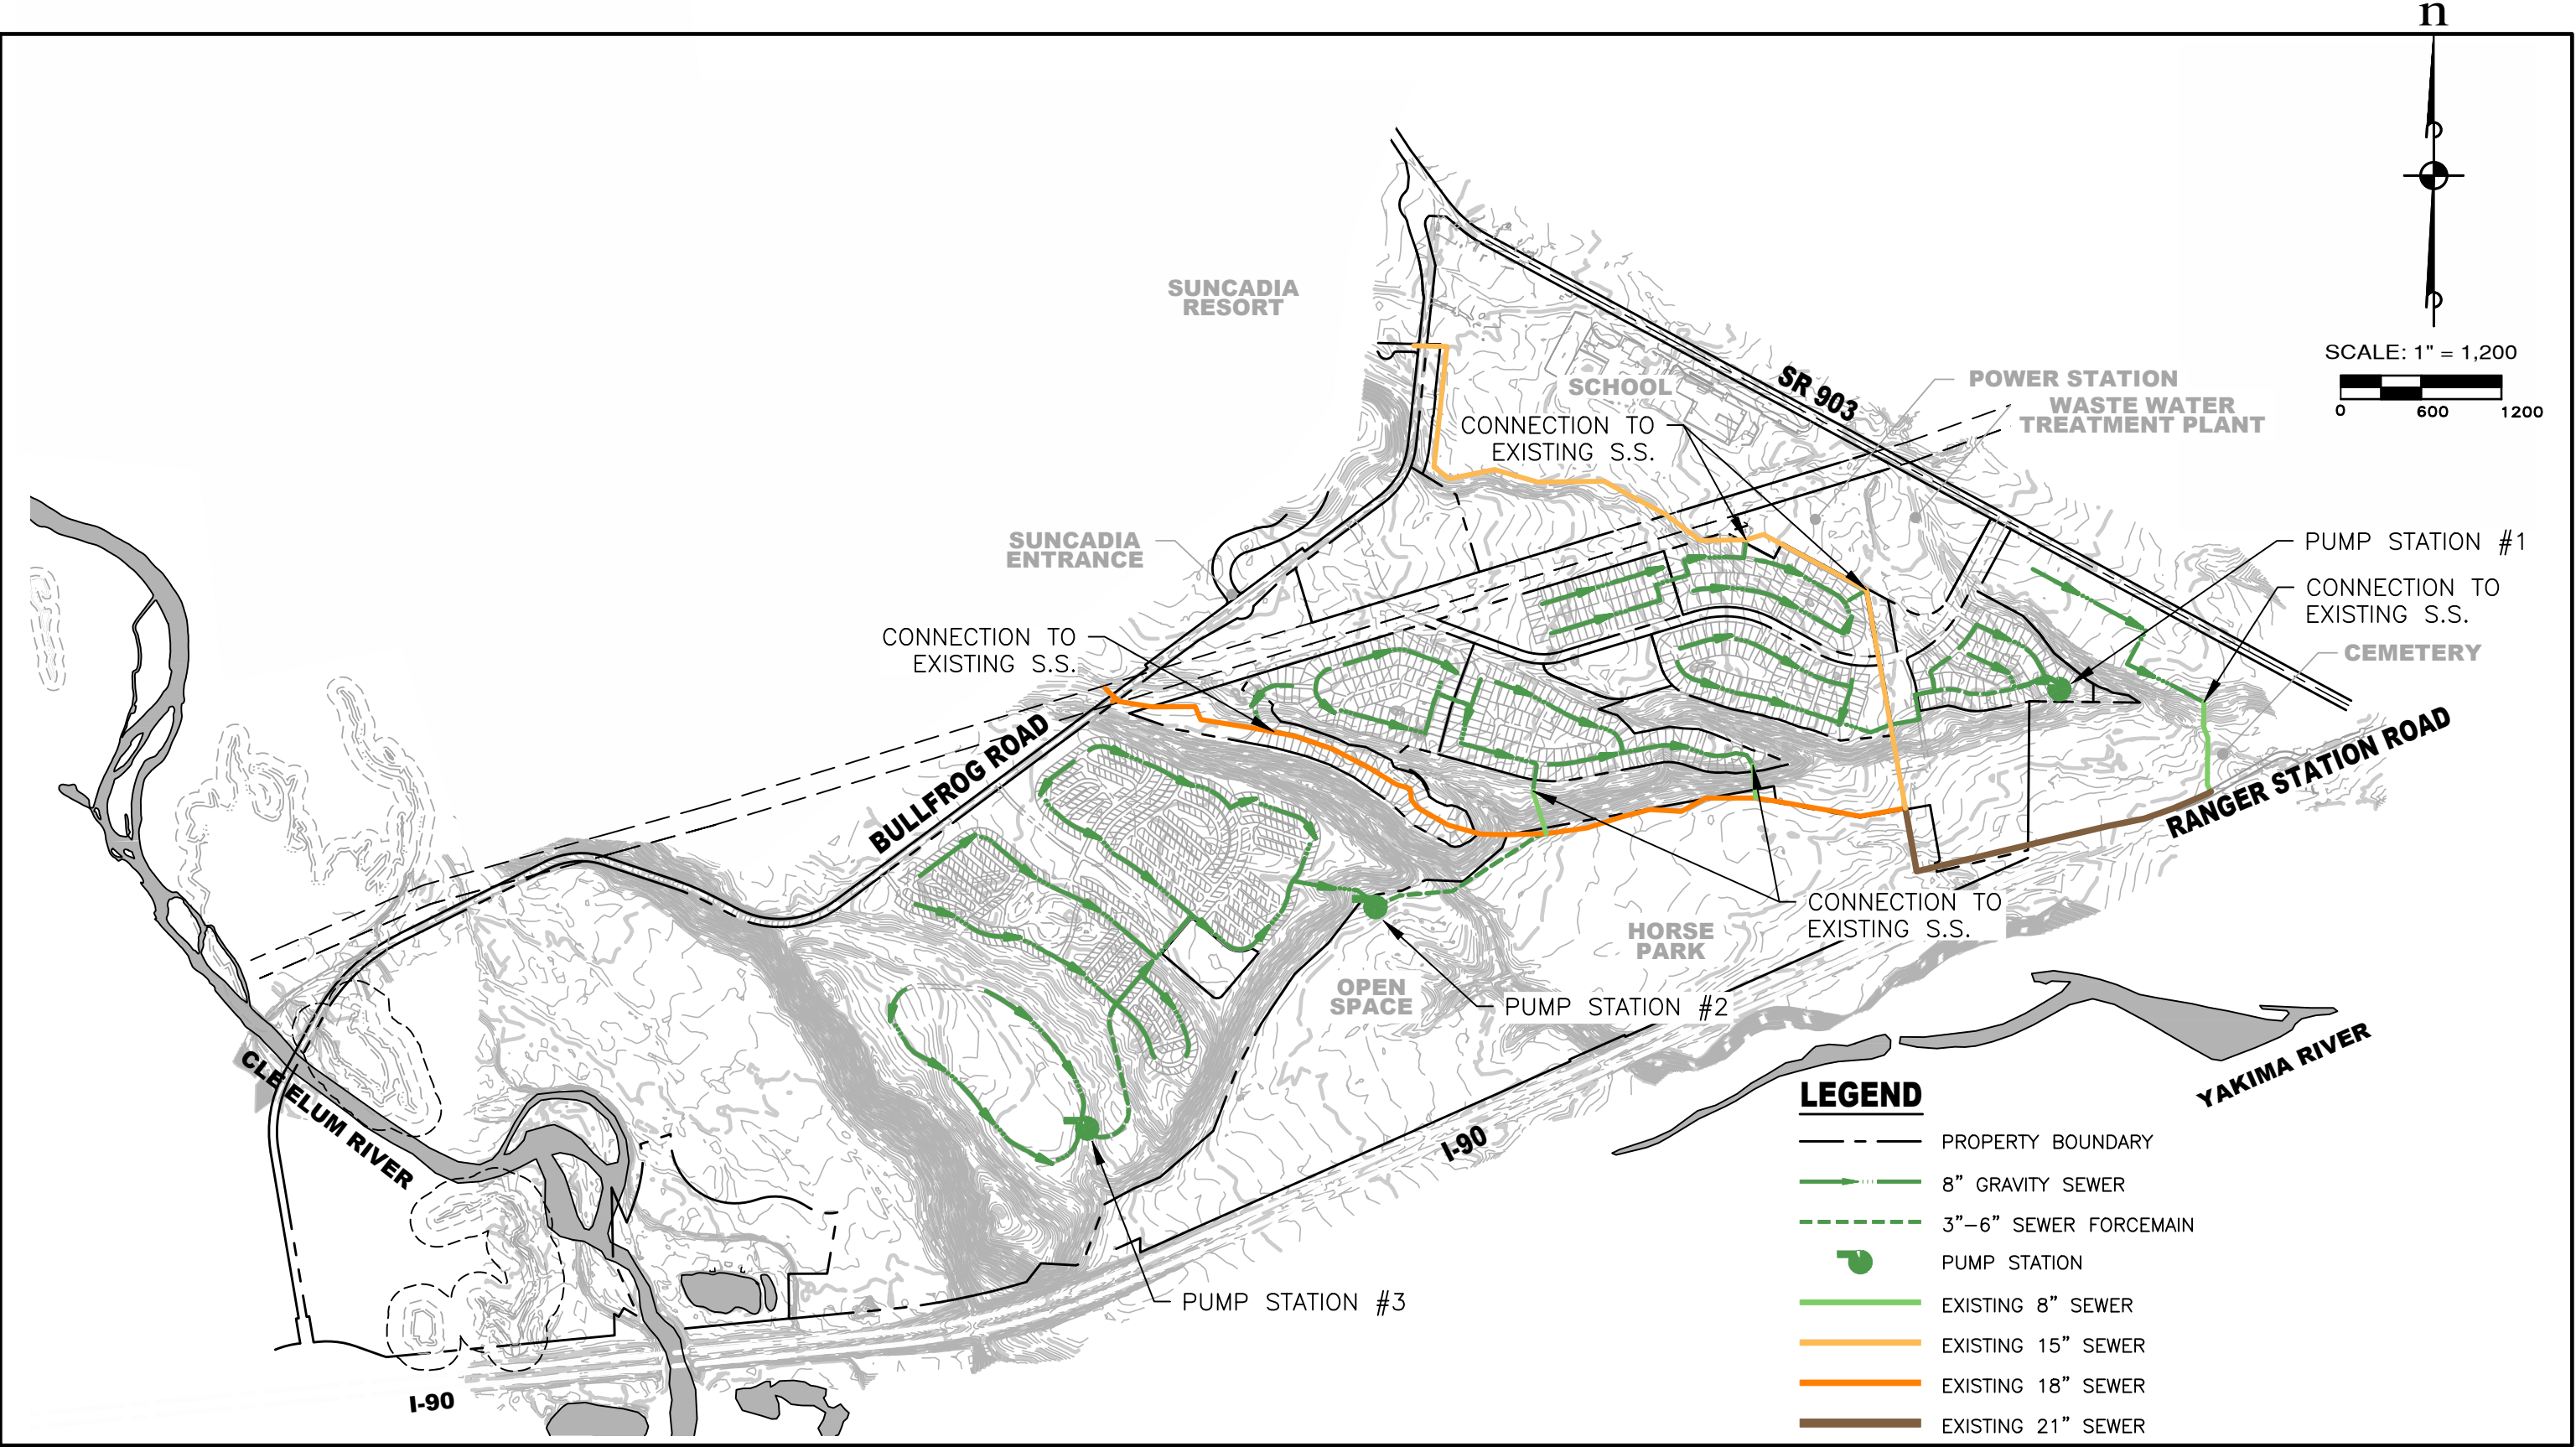 n
SCALE: 1" = 1,200
0 600 1200
SUNCADIA
RESORT
SCHOOL
SR 903
POWER STATION
WASTE WATER
TREATMENT PLANT
CONNECTION TO
EXISTING S.S.
SUNCADIA
ENTRANCE
PUMP STATION #1
CONNECTION TO
EXISTING S.S.
CEMETERY
CONNECTION TO
EXISTING S.S.
BULLFROG ROAD
RANGER STATION ROAD
CONNECTION TO
EXISTING S.S.
HORSE
PARK
OPEN
SPACE
PUMP STATION #2
CLE ELUM RIVER
YAKIMA RIVER
I-90
PUMP STATION #3
I-90
LEGEND
PROPERTY BOUNDARY
8" GRAVITY SEWER
3"-6" SEWER FORCEMAIN
PUMP STATION
EXISTING 8" SEWER
EXISTING 15" SEWER
EXISTING 18" SEWER
EXISTING 21" SEWER